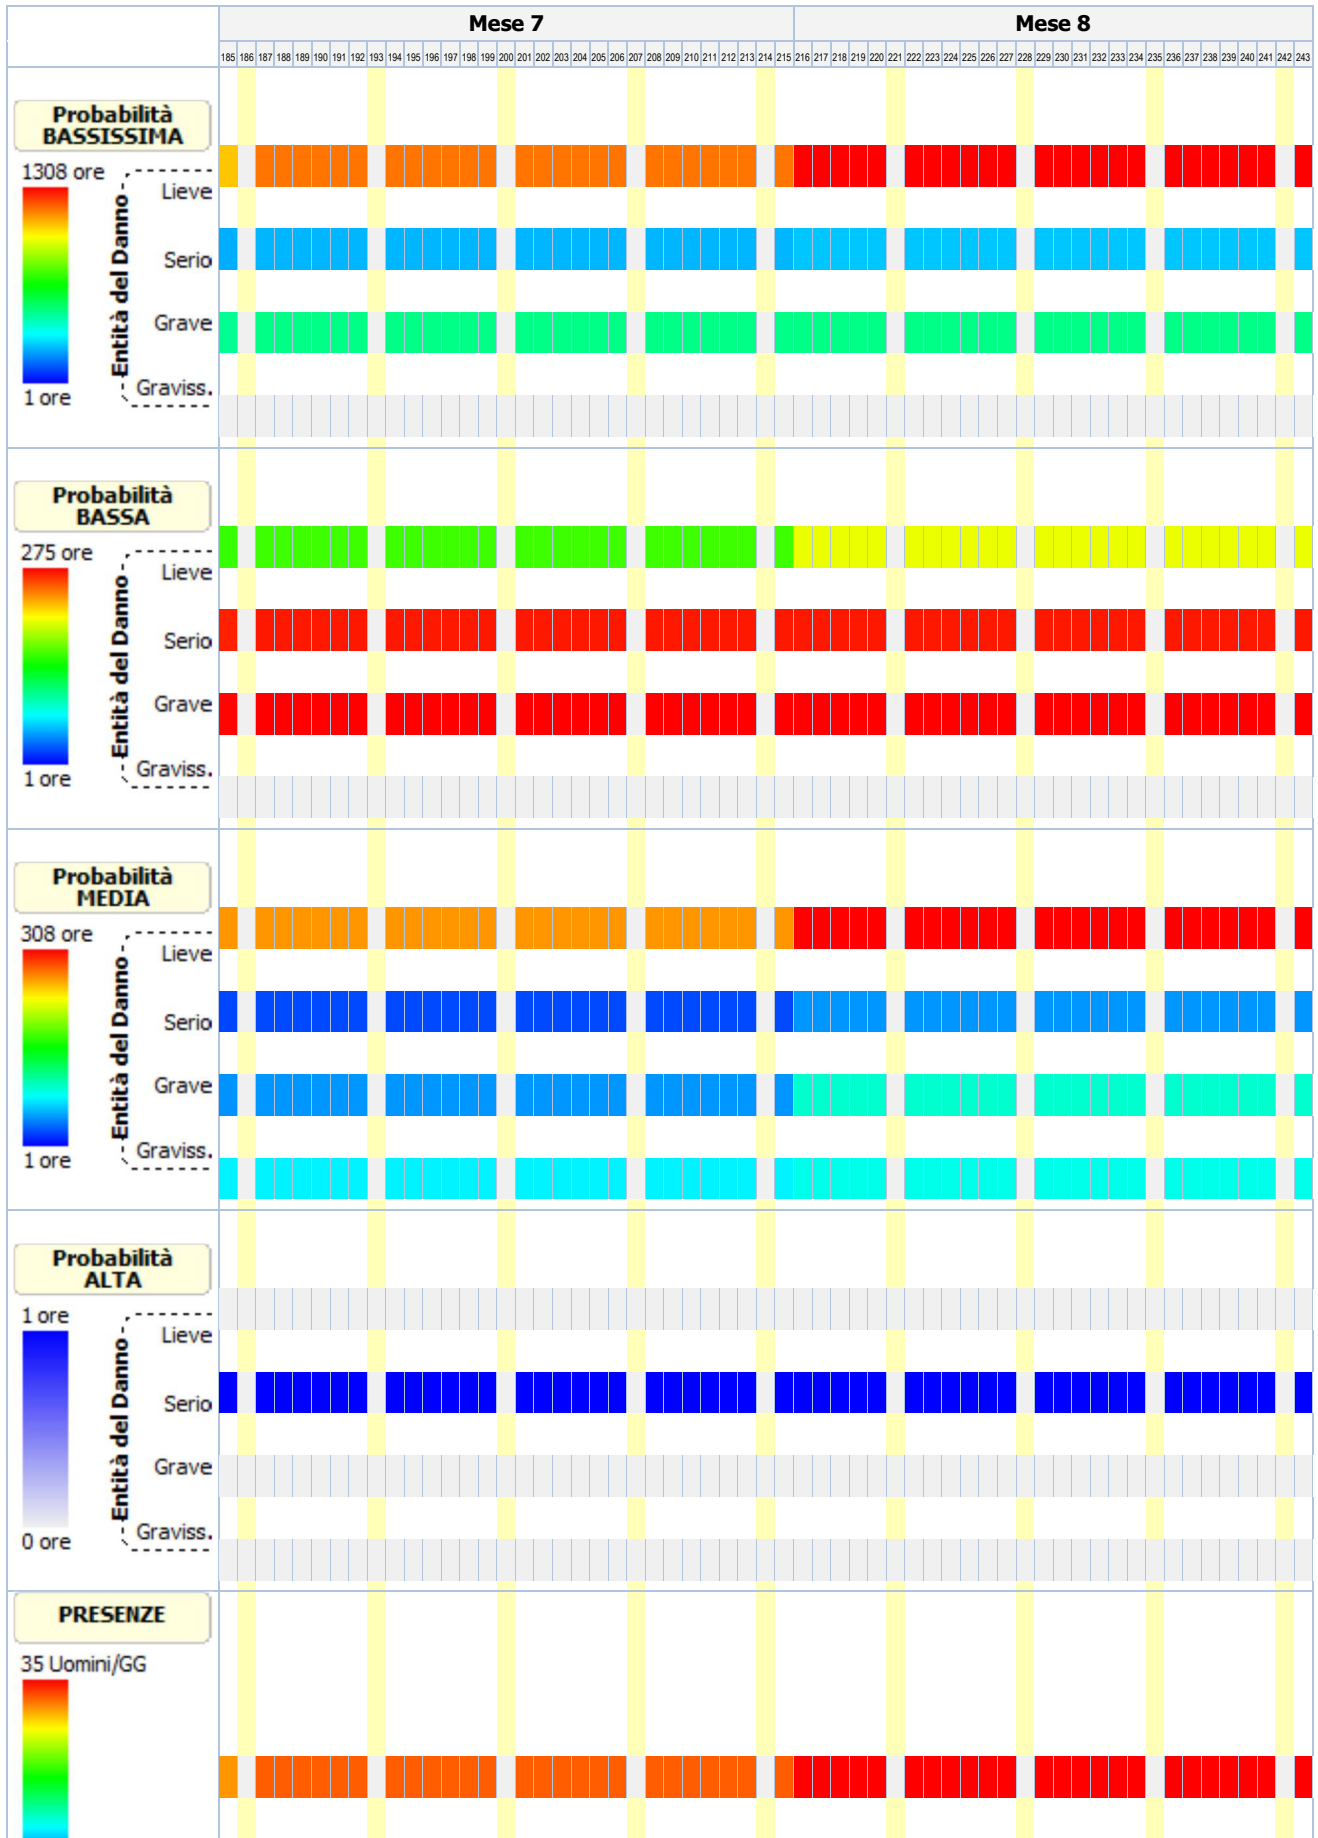 Mese 7 Mese 8
185 186 187 188 189 190 191 192 193 194 195 196 197 198 199 200 201 202 203 204 205 206 207 208 209 210 211 212 213 214 215 216 217 218 219 220 221 222 223 224 225 226 227 228 229 230 231 232 233 234 235 236 237 238 239 240 241 242 243
Probabilità
BASSISSIMA
1308 ore
Entità del Danno
Lieve
Serio
Grave
Graviss.
1 ore
Probabilità
BASSA
275 ore
Entità del Danno
Lieve
Serio
Grave
Graviss.
1 ore
Probabilità
MEDIA
308 ore
Entità del Danno
Lieve
Serio
Grave
Graviss.
1 ore
Probabilità
ALTA
1 ore
Entità del Danno
Lieve
Serio
Grave
Graviss.
0 ore
PRESENZE
35 Uomini/GG